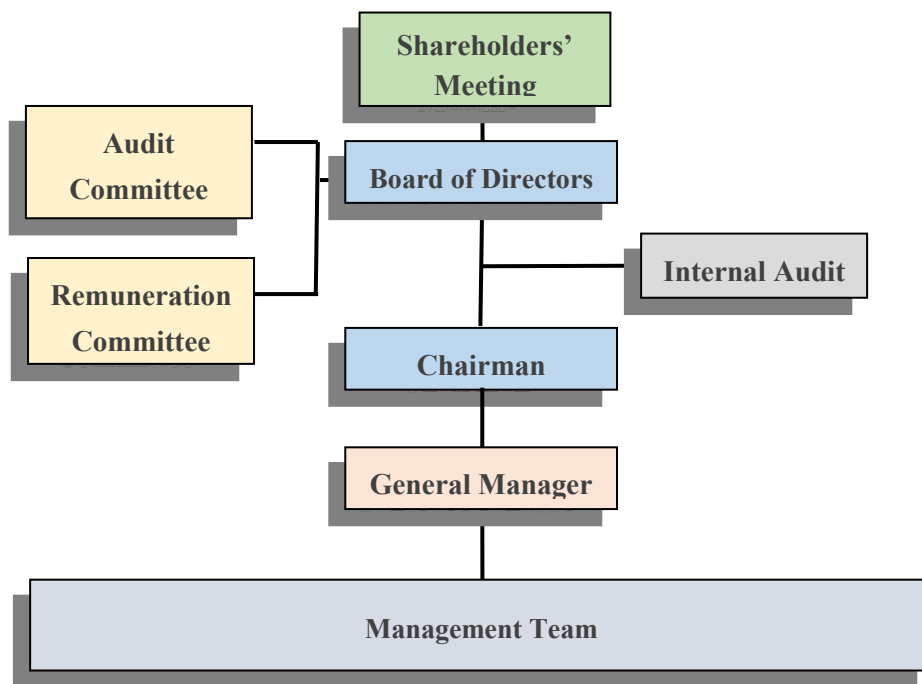 Shareholders’
Meeting
Audit
Committee
Board of Directors
Internal Audit
Remuneration
Committee
Chairman
General Manager
Management Team